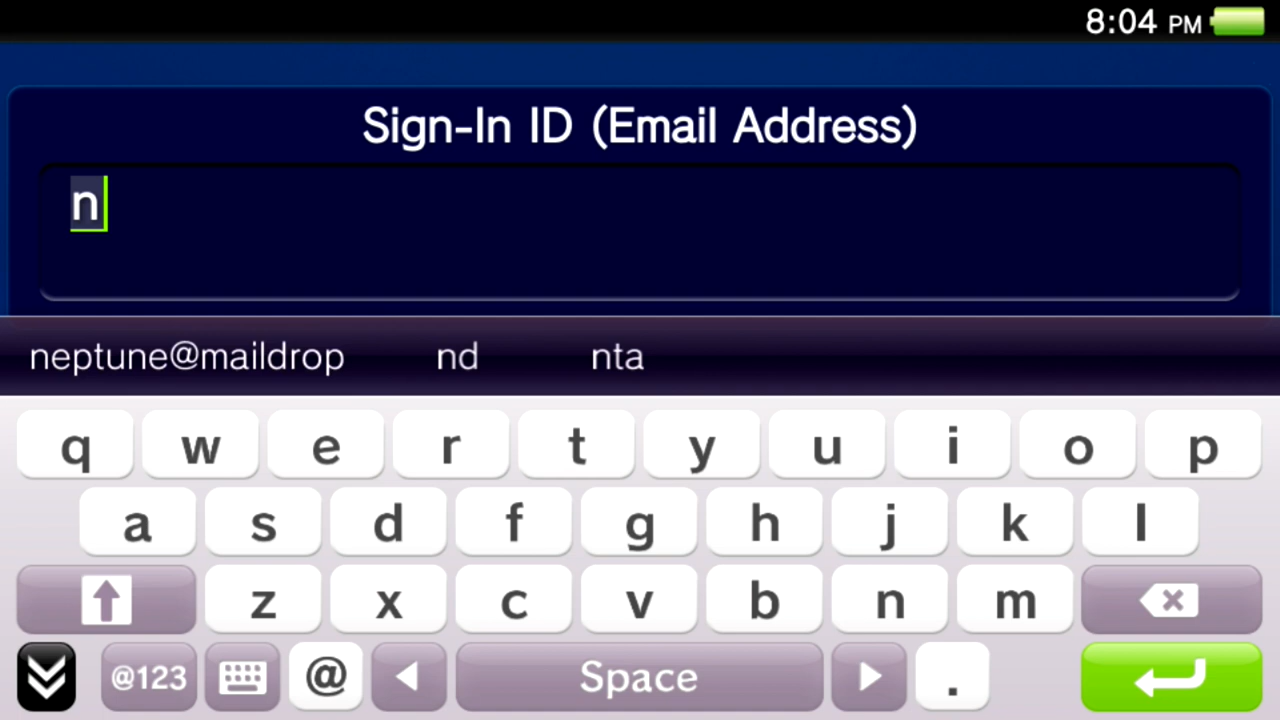 8:04 PM
Sign-In ID (Email Address)
n
neptune@maildrop nd nta
q w e r t y u i o p
a s d f g h j k l
z x c v b n m
@123 @ Space .